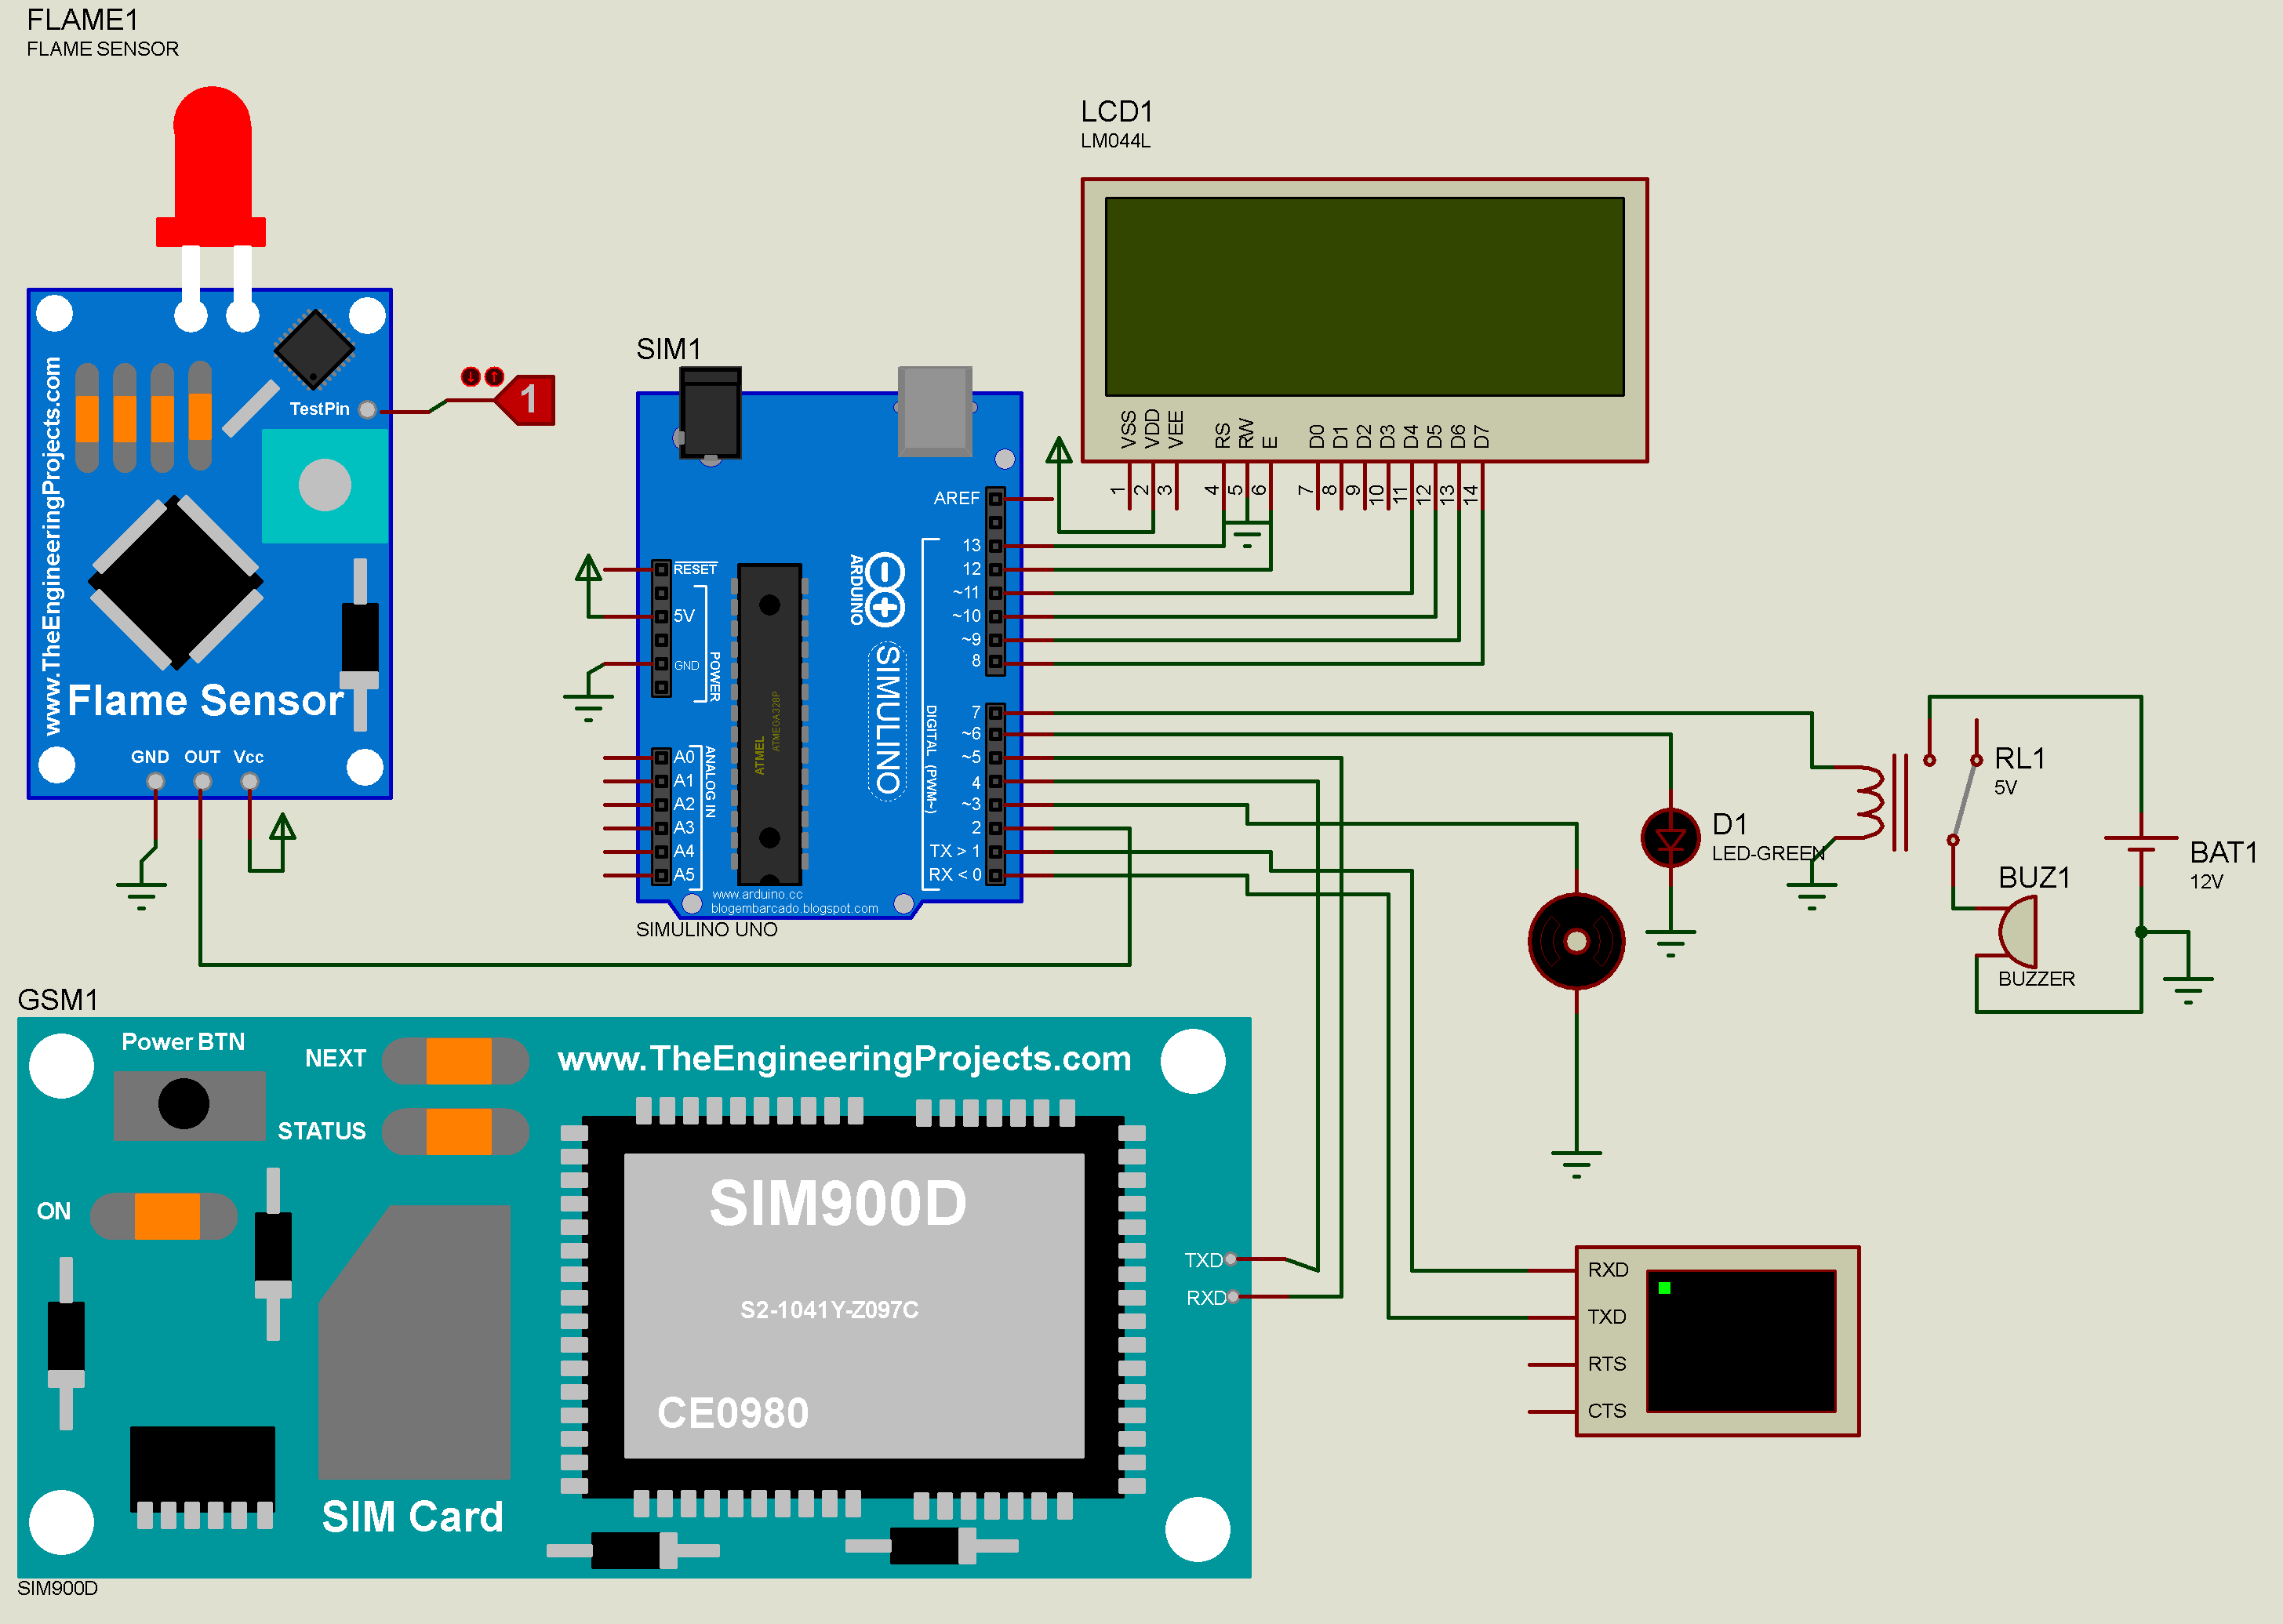 FLAME1
FLAME SENSOR
www.TheEngineeringProjects.com
TestPin
1
Flame Sensor
GND OUT Vcc
LCD1
LM044L
VSS VDD VEE RS RW E D0 D1 D2 D3 D4 D5 D6 D7
1 2 3 4 5 6 7 8 9 10 11 12 13 14
SIM1
AREF
13
12
~11
~10
~9
8
RESET
5V
GND
POWER
ARDUINO
SIMULINO
ATMEL
ATMEGA328P
A0
A1
A2
A3
A4
A5
ANALOG IN
DIGITAL (PWM~)
7
~6
~5
4
~3
2
TX > 1
RX < 0
www.arduino.cc
blogembarcado.blogspot.com
SIMULINO UNO
D1
LED-GREEN
RL1
5V
BUZ1
BUZZER
BAT1
12V
GSM1
Power BTN
NEXT
STATUS
ON
www.TheEngineeringProjects.com
SIM900D
S2-1041Y-Z097C
CE0980
SIM Card
TXD
RXD
SIM900D
RXD
TXD
RTS
CTS